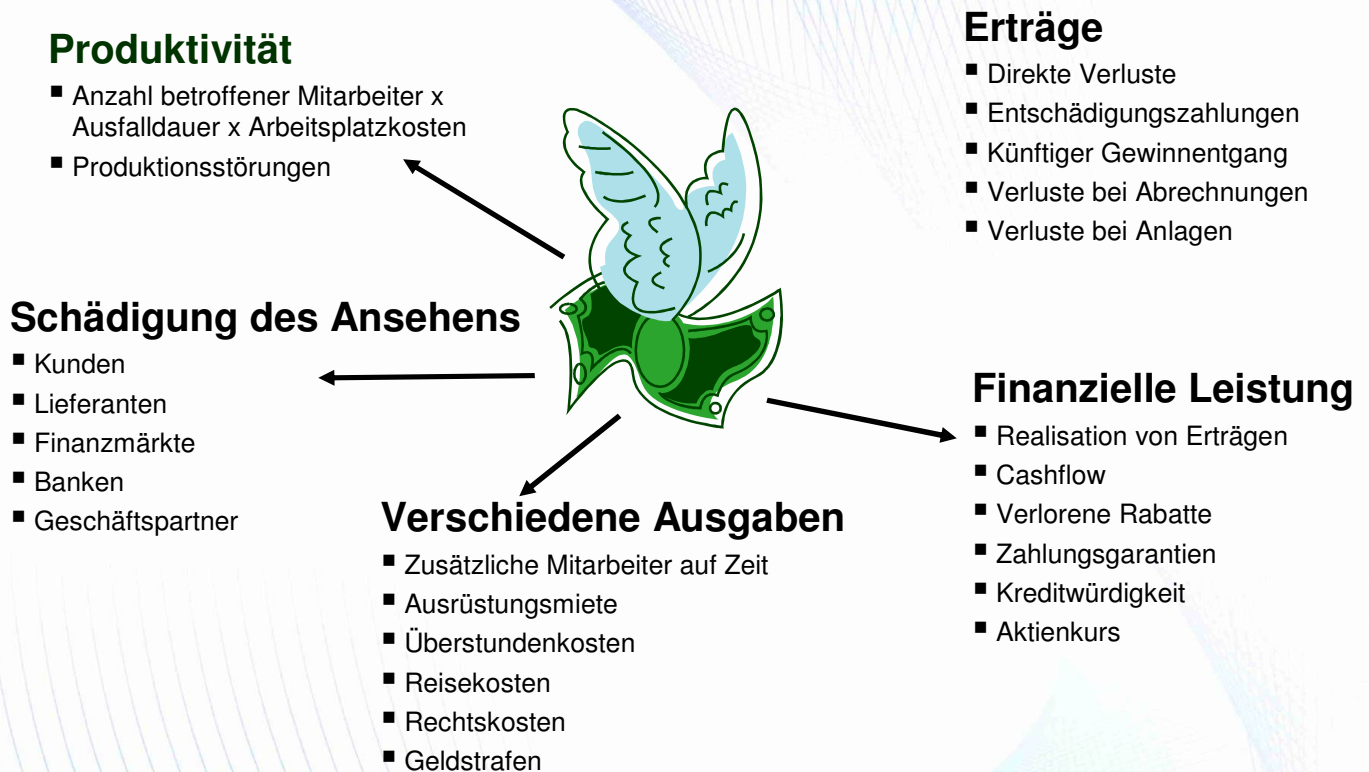 Produktivität
▪ Anzahl betroffener Mitarbeiter x
Ausfalldauer x Arbeitsplatzkosten
▪ Produktionsstörungen
Erträge
▪ Direkte Verluste
▪ Entschädigungszahlungen
▪ Künftiger Gewinnentgang
▪ Verluste bei Abrechnungen
▪ Verluste bei Anlagen
Schädigung des Ansehens
▪ Kunden
▪ Lieferanten
▪ Finanzmärkte
▪ Banken
▪ Geschäftspartner
Verschiedene Ausgaben
▪ Zusätzliche Mitarbeiter auf Zeit
▪ Ausrüstungsmiete
▪ Überstundenkosten
▪ Reisekosten
▪ Rechtskosten
▪ Geldstrafen
Finanzielle Leistung
▪ Realisation von Erträgen
▪ Cashflow
▪ Verlorene Rabatte
▪ Zahlungsgarantien
▪ Kreditwürdigkeit
▪ Aktienkurs